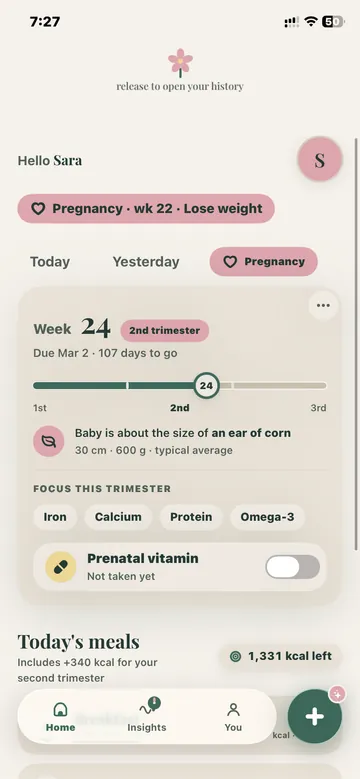 7:27
50
release to open your history
Hello Sara
S
Pregnancy · wk 22 · Lose weight
Today
Yesterday
Pregnancy
Week 24 2nd trimester
Due Mar 2 · 107 days to go
24
1st
2nd
3rd
Baby is about the size of an ear of corn
30 cm · 600 g · typical average
FOCUS THIS TRIMESTER
Iron
Calcium
Protein
Omega-3
Prenatal vitamin
Not taken yet
Today's meals
Includes +340 kcal for your
second trimester
1,331 kcal left
Home
Insights
You
kcal